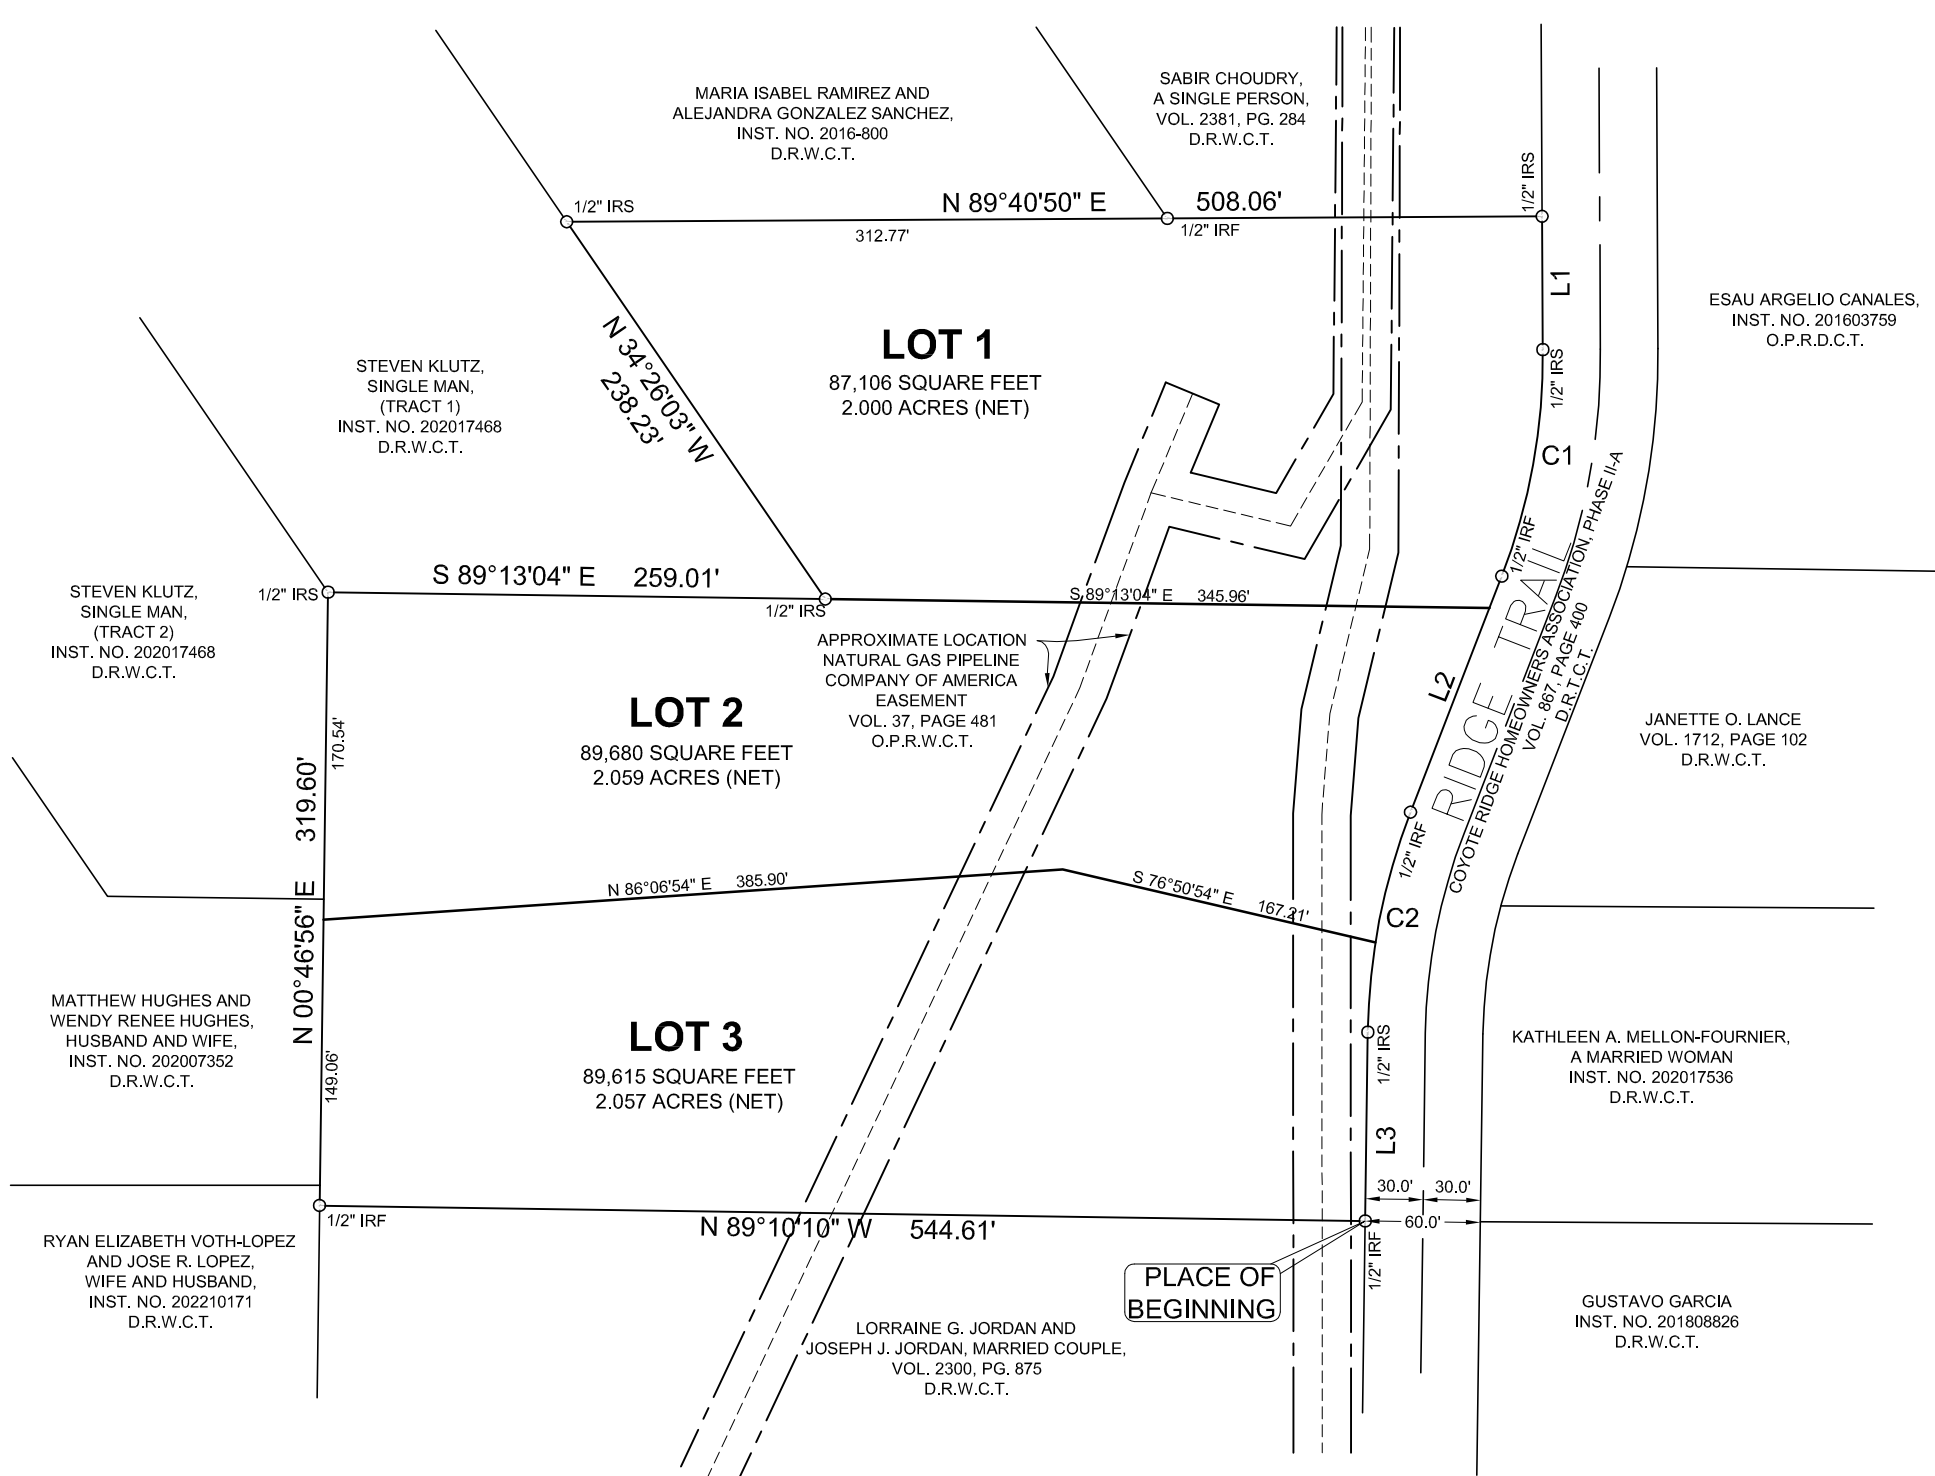 MARIA ISABEL RAMIREZ AND
ALEJANDRA GONZALEZ SANCHEZ,
INST. NO. 2016-800
D.R.W.C.T.
SABIR CHOUDRY,
A SINGLE PERSON,
VOL. 2381, PG. 284
D.R.W.C.T.
1/2" IRS
N 89°40'50" E 508.06'
312.77'
1/2" IRF
1/2" IRS
L1
1/2" IRS
ESAU ARGELIO CANALES,
INST. NO. 201603759
O.P.R.D.C.T.
STEVEN KLUTZ,
SINGLE MAN,
(TRACT 1)
INST. NO. 202017468
D.R.W.C.T.
N 34°26'03" W
238.23'
LOT 1
87,106 SQUARE FEET
2.000 ACRES (NET)
C1
1/2" IRF
RIDGE TRAIL
COYOTE RIDGE HOMEOWNERS ASSOCIATION, PHASE II-A
VOL. 867, PAGE 400
D.R.T.C.T.
STEVEN KLUTZ,
SINGLE MAN,
(TRACT 2)
INST. NO. 202017468
D.R.W.C.T.
1/2" IRS
S 89°13'04" E 259.01'
1/2" IRS
S 89°13'04" E 345.96'
APPROXIMATE LOCATION
NATURAL GAS PIPELINE
COMPANY OF AMERICA
EASEMENT
VOL. 37, PAGE 481
O.P.R.W.C.T.
L2
JANETTE O. LANCE
VOL. 1712, PAGE 102
D.R.W.C.T.
170.54'
N 00°46'56" E 319.60'
LOT 2
89,680 SQUARE FEET
2.059 ACRES (NET)
1/2" IRF
N 86°06'54" E 385.90'
S 76°50'54" E 167.21'
C2
MATTHEW HUGHES AND
WENDY RENEE HUGHES,
HUSBAND AND WIFE,
INST. NO. 202007352
D.R.W.C.T.
149.06'
LOT 3
89,615 SQUARE FEET
2.057 ACRES (NET)
1/2" IRS
KATHLEEN A. MELLON-FOURNIER,
A MARRIED WOMAN
INST. NO. 202017536
D.R.W.C.T.
L3
30.0' 30.0'
60.0'
1/2" IRF
N 89°10'10" W 544.61'
1/2" IRF
RYAN ELIZABETH VOTH-LOPEZ
AND JOSE R. LOPEZ,
WIFE AND HUSBAND,
INST. NO. 202210171
D.R.W.C.T.
PLACE OF
BEGINNING
LORRAINE G. JORDAN AND
JOSEPH J. JORDAN, MARRIED COUPLE,
VOL. 2300, PG. 875
D.R.W.C.T.
GUSTAVO GARCIA
INST. NO. 201808826
D.R.W.C.T.